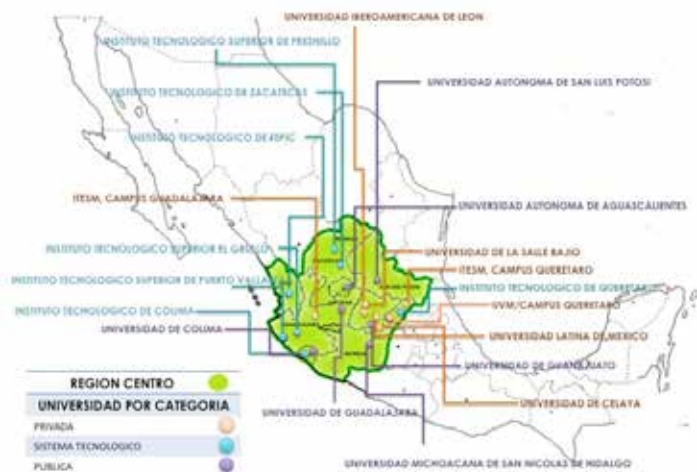 UNIVERSIDAD IBEROAMERICANA DE LEON
INSTITUTO TECNOLOGICO SUPERIOR DE FRESNILLO
UNIVERSIDAD AUTONOMA DE SAN LUIS POTOSI
INSTITUTO TECNOLOGICO DE ZACATECAS
INSTITUTO TECNOLOGICO DE TEPIC
ITESM, CAMPUS GUADALAJARA
UNIVERSIDAD AUTONOMA DE AGUASCALIENTES
INSTITUTO TECNOLOGICO SUPERIOR EL GRULLO
UNIVERSIDAD DE LA SALLE BAJIO
ITESM, CAMPUS QUERETARO
INSTITUTO TECNOLOGICO SUPERIOR DE PUERTO VALLARTA
INSTITUTO TECNOLOGICO DE QUERETARO
INSTITUTO TECNOLOGICO DE COLIMA
UVM/CAMPUS QUERETARO
UNIVERSIDAD DE COLIMA
UNIVERSIDAD LATINA DE MEXICO
UNIVERSIDAD DE GUANAJUATO
UNIVERSIDAD DE CELAYA
UNIVERSIDAD DE GUADALAJARA
UNIVERSIDAD MICHOACANA DE SAN NICOLAS DE HIDALGO
REGION CENTRO
UNIVERSIDAD POR CATEGORIA
PRIVADA
SISTEMA TECNOLOGICO
PUBLICA